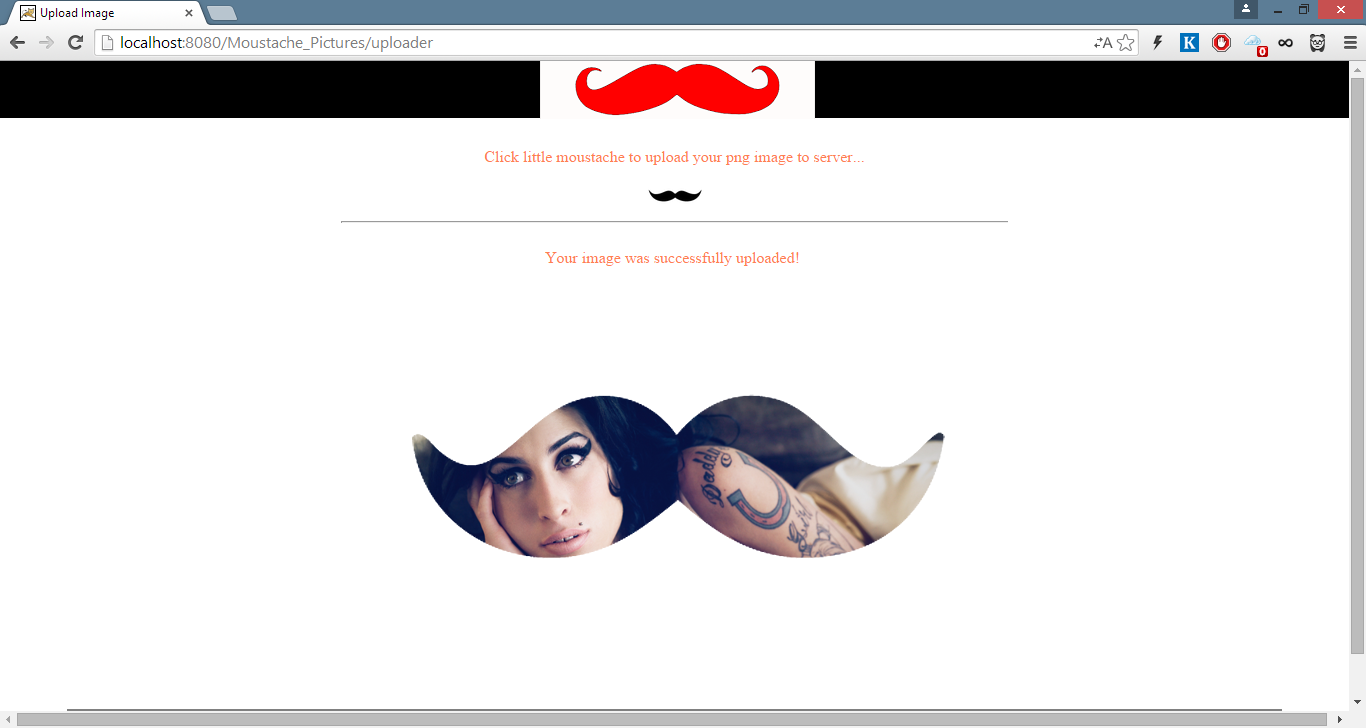 Upload Image
localhost:8080/Moustache_Pictures/uploader
K
0
Click little moustache to upload your png image to server...
Your image was successfully uploaded!
Daddy's
Girl